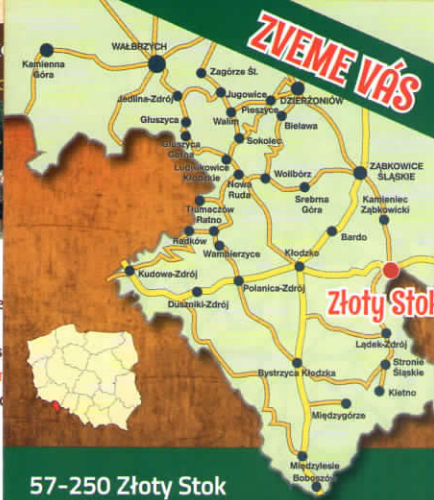 ZVEME VÁS
WAŁBRZYCH
Kamienna
Góra
Zagórze Śl.
Jedlina-Zdrój
Jugowice
Pieszyce
DZIERŻONIÓW
Głuszyca
Walim
Bielawa
Głuszyca
Górna
Sokolec
Ludwikowice
Kłodzkie
Nowa
Ruda
Wolibórz
ZĄBKOWICE
ŚLĄSKIE
Srebrna
Góra
Kamieniec
Ząbkowicki
Tłumaczów
Ratno
Radków
Wambierzyce
Bardo
Kłodzko
Kudowa-Zdrój
Polanica-Zdrój
Duszniki-Zdrój
Złoty Stok
Lądek-Zdrój
Stronie
Śląskie
Bystrzyca Kłodzka
Kletno
Międzygórze
Międzylesie
Boboszów
57-250 Złoty Stok